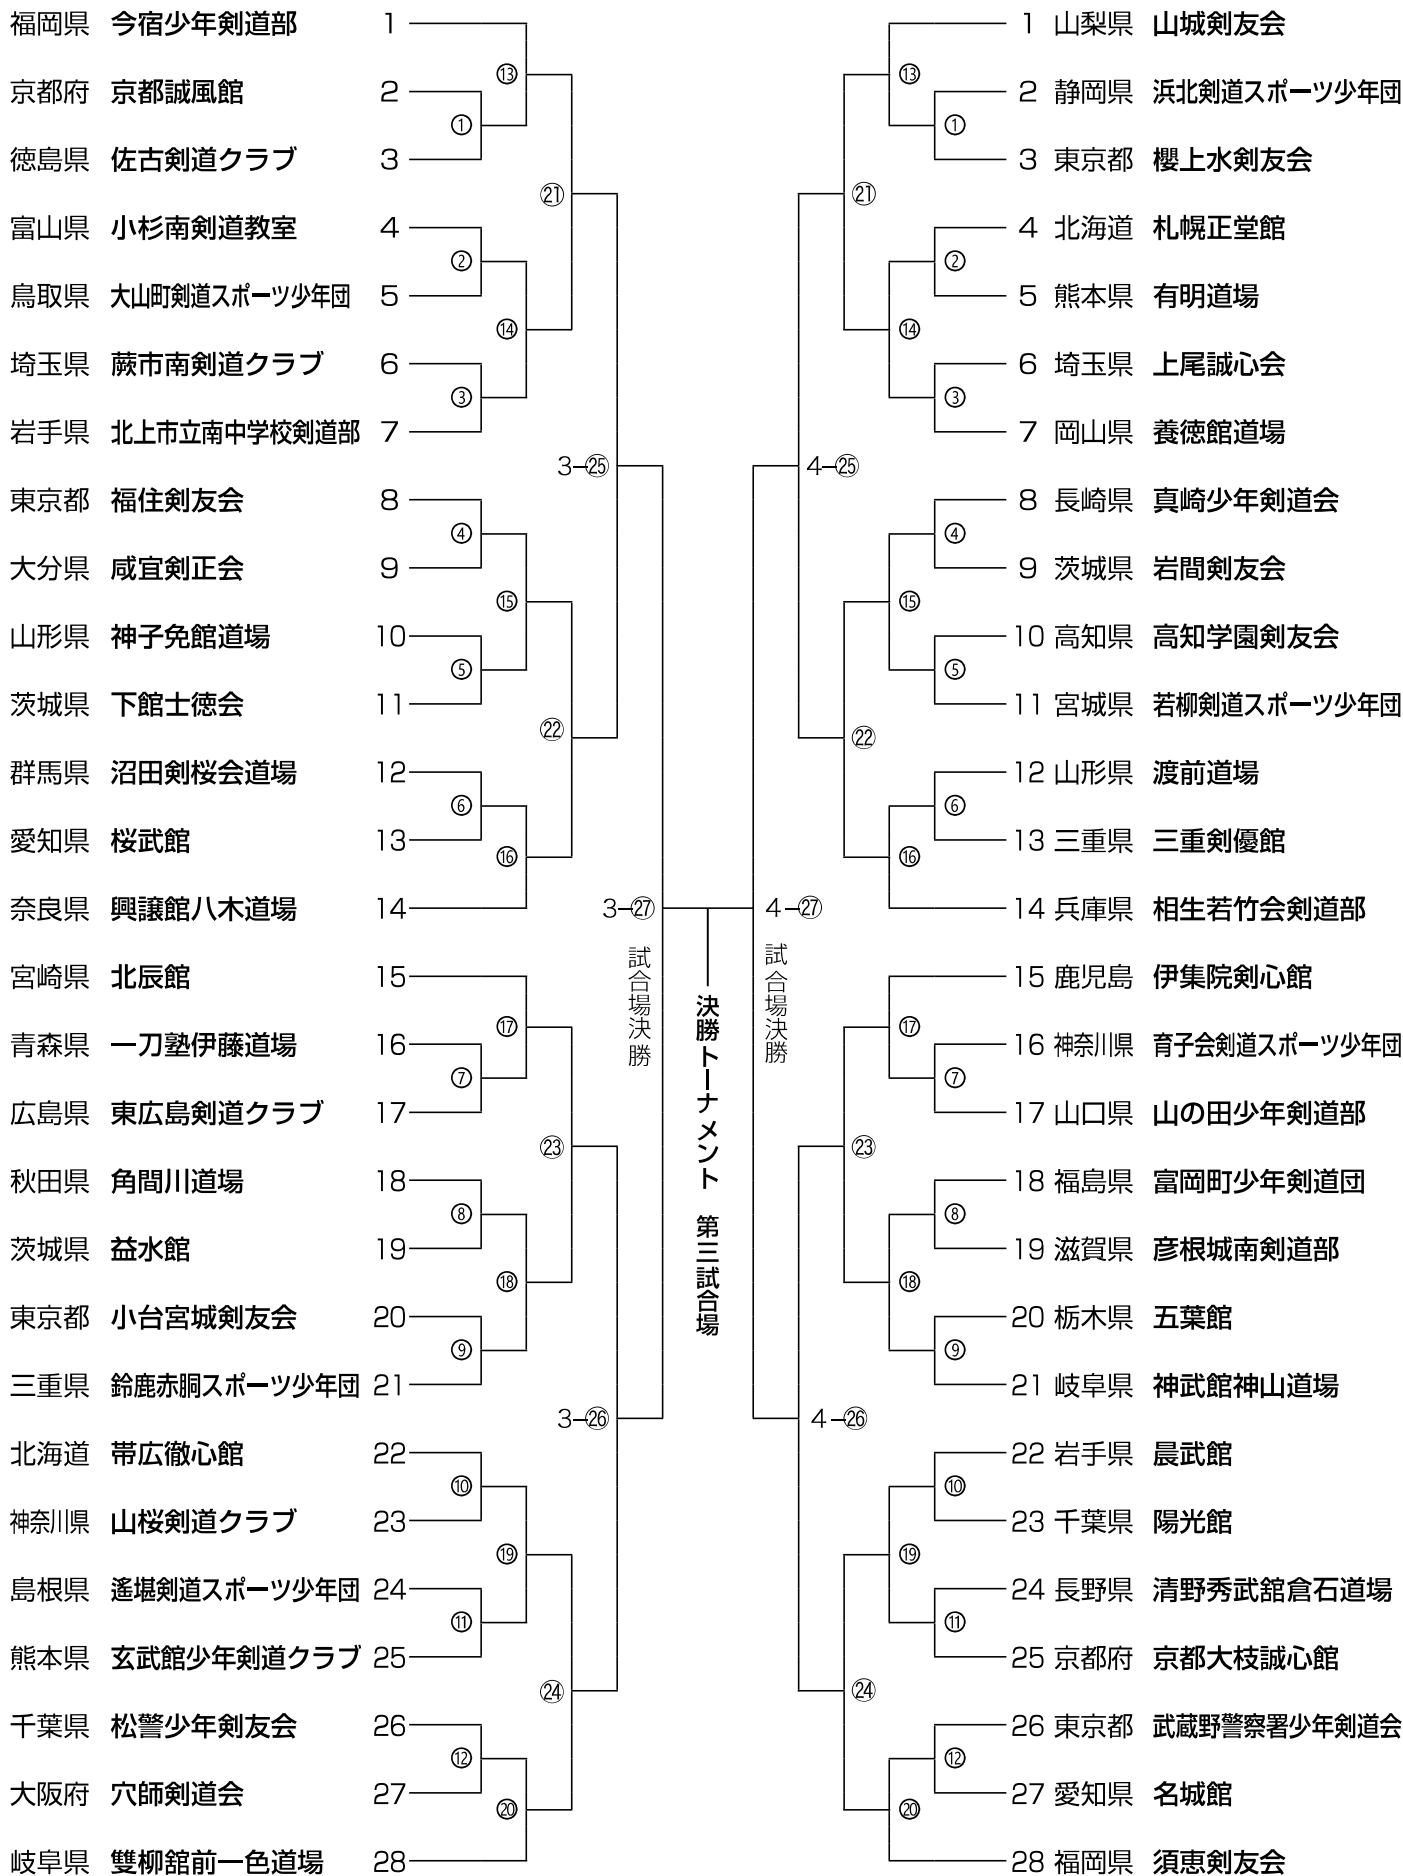 福岡県 今宿少年剣道部 1
京都府 京都誠風館 2
徳島県 佐古剣道クラブ 3
富山県 小杉南剣道教室 4
鳥取県 大山町剣道スポーツ少年団 5
埼玉県 蕨市南剣道クラブ 6
岩手県 北上市立南中学校剣道部 7
東京都 福住剣友会 8
大分県 咸宜剣正会 9
山形県 神子免館道場 10
茨城県 下館士徳会 11
群馬県 沼田剣桜会道場 12
愛知県 桜武館 13
奈良県 興譲館八木道場 14
宮崎県 北辰館 15
青森県 一刀塾伊藤道場 16
広島県 東広島剣道クラブ 17
秋田県 角間川道場 18
茨城県 益水館 19
東京都 小台宮城剣友会 20
三重県 鈴鹿赤胴スポーツ少年団 21
北海道 帯広徹心館 22
神奈川県 山桜剣道クラブ 23
島根県 遙堪剣道スポーツ少年団 24
熊本県 玄武館少年剣道クラブ 25
千葉県 松警少年剣友会 26
大阪府 穴師剣道会 27
岐阜県 雙柳舘前一色道場 28
①
②
③
④
⑤
⑥
⑦
⑧
⑨
⑩
⑪
⑫
⑬
⑭
⑮
⑯
⑰
⑱
⑲
⑳
㉑
㉒
㉓
㉔
3-㉕
3-㉖
3-㉗
試合場決勝
決勝トーナメント 第三試合場
4-㉗
試合場決勝
4-㉕
4-㉖
㉑
㉒
㉓
㉔
⑬
⑭
⑮
⑯
⑰
⑱
⑲
⑳
①
②
③
④
⑤
⑥
⑦
⑧
⑨
⑩
⑪
⑫
1 山梨県 山城剣友会
2 静岡県 浜北剣道スポーツ少年団
3 東京都 櫻上水剣友会
4 北海道 札幌正堂館
5 熊本県 有明道場
6 埼玉県 上尾誠心会
7 岡山県 養徳館道場
8 長崎県 真崎少年剣道会
9 茨城県 岩間剣友会
10 高知県 高知学園剣友会
11 宮城県 若柳剣道スポーツ少年団
12 山形県 渡前道場
13 三重県 三重剣優館
14 兵庫県 相生若竹会剣道部
15 鹿児島 伊集院剣心館
16 神奈川県 育子会剣道スポーツ少年団
17 山口県 山の田少年剣道部
18 福島県 富岡町少年剣道団
19 滋賀県 彦根城南剣道部
20 栃木県 五葉館
21 岐阜県 神武館神山道場
22 岩手県 晨武館
23 千葉県 陽光館
24 長野県 清野秀武舘倉石道場
25 京都府 京都大枝誠心館
26 東京都 武蔵野警察署少年剣道会
27 愛知県 名城館
28 福岡県 須恵剣友会